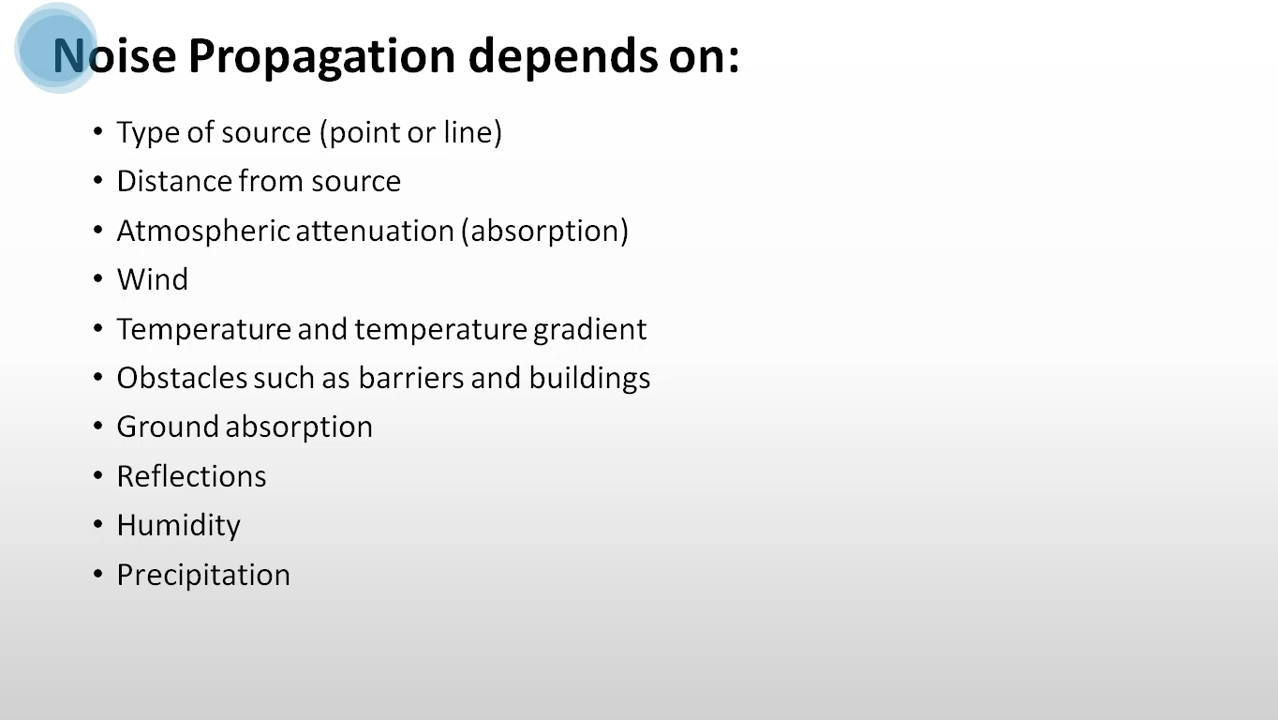 Noise Propagation depends on:
• Type of source (point or line)
• Distance from source
• Atmospheric attenuation (absorption)
• Wind
• Temperature and temperature gradient
• Obstacles such as barriers and buildings
• Ground absorption
• Reflections
• Humidity
• Precipitation